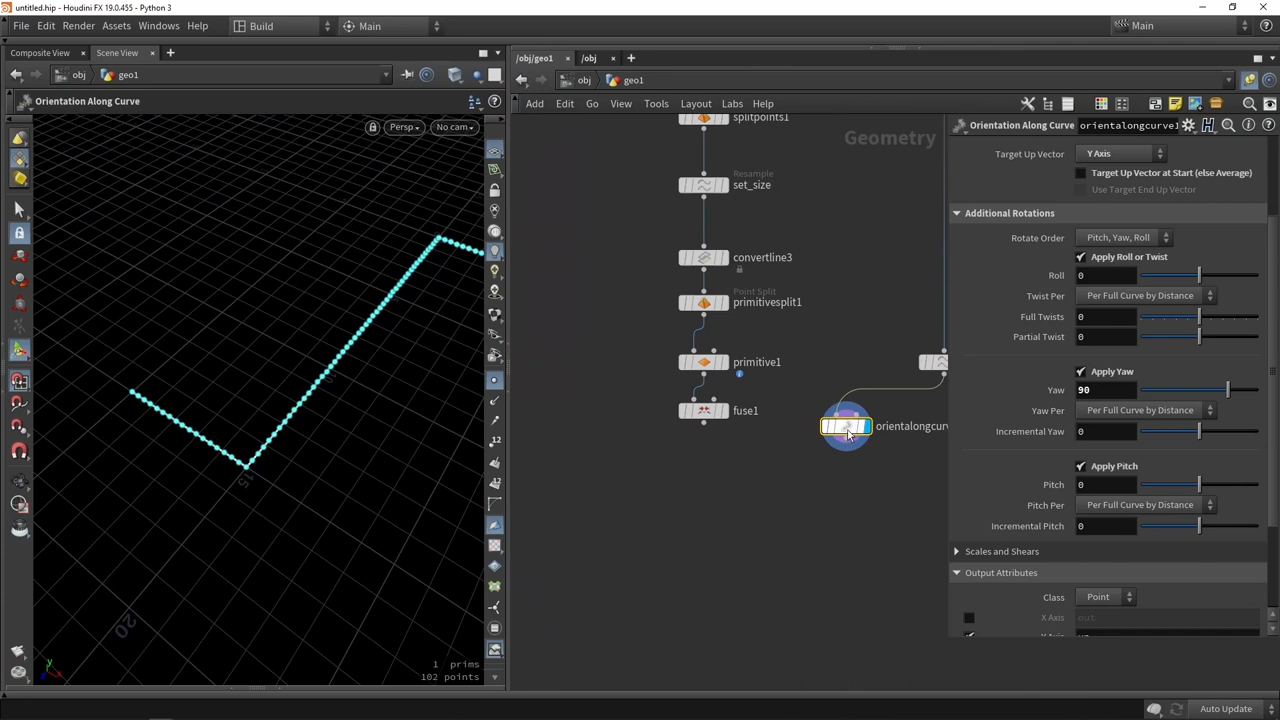 untitled.hip - Houdini FX 19.0.455 - Python 3
File Edit Render Assets Windows Help
Build
Main
Main
Composite View
Scene View
/obj/geo1
/obj
obj
geo1
obj
geo1
Orientation Along Curve
Add Edit Go View Tools Layout Labs Help
Persp
No cam
15
20
y
1 prims
102 points
Geometry
splitpoints1
Resample
set_size
convertline3
Point Split
primitivesplit1
primitive1
fuse1
orientalongcurv
Orientation Along Curve
orientalongcurve1
Target Up Vector
Y Axis
Target Up Vector at Start (else Average)
Use Target End Up Vector
Additional Rotations
Rotate Order
Pitch, Yaw, Roll
Apply Roll or Twist
Roll
0
Twist Per
Per Full Curve by Distance
Full Twists
0
Partial Twist
0
Apply Yaw
Yaw
90
Yaw Per
Per Full Curve by Distance
Incremental Yaw
0
Apply Pitch
Pitch
0
Pitch Per
Per Full Curve by Distance
Incremental Pitch
0
Scales and Shears
Output Attributes
Class
Point
X Axis
out
Auto Update